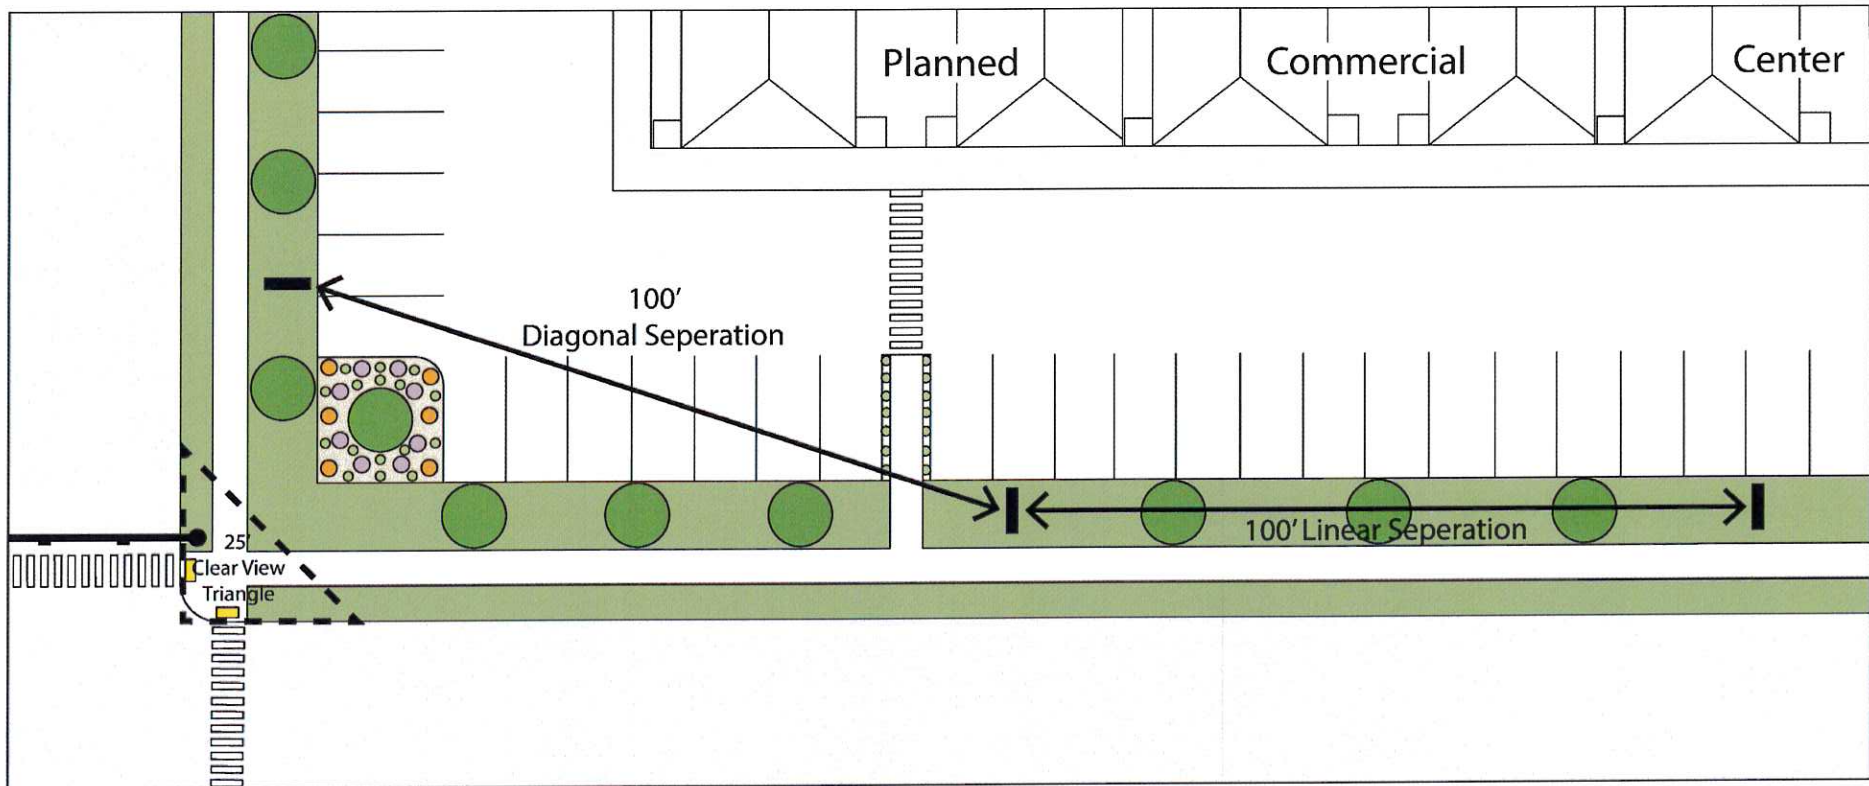 Planned Commercial Center
100'
Diagonal Seperation
100' Linear Seperation
25'
Clear View
Triangle